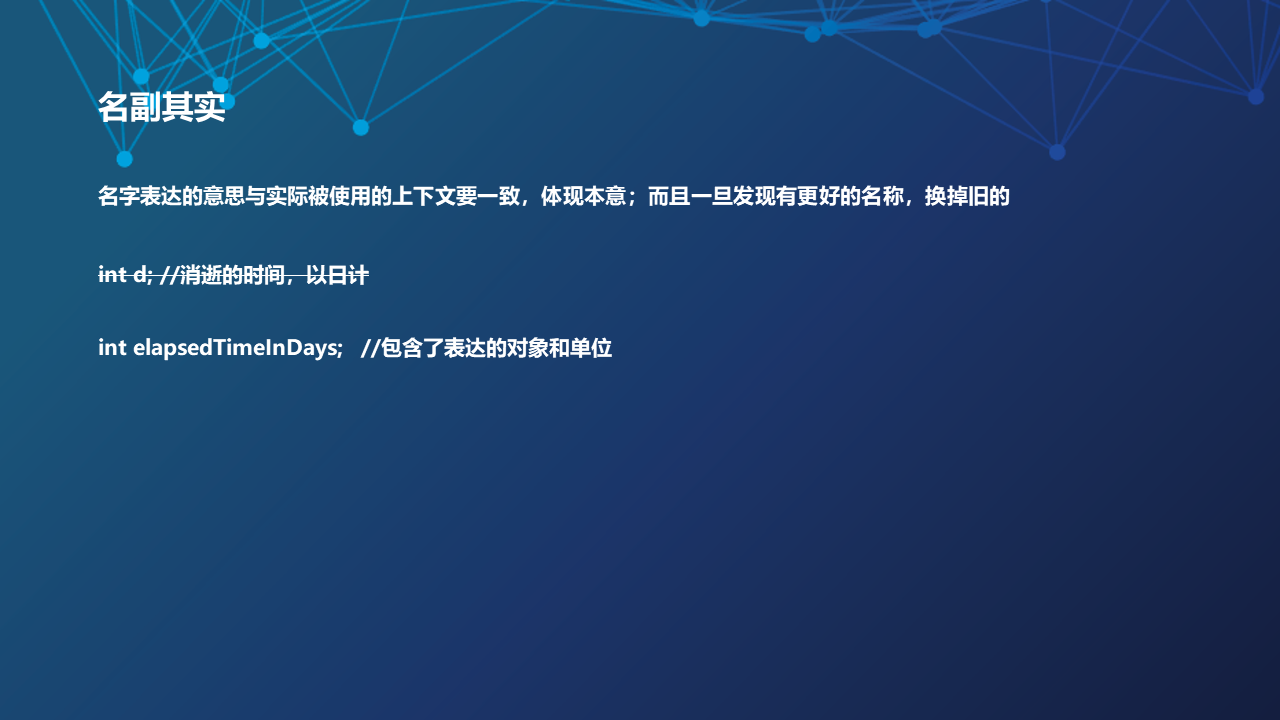 名副其实
名字表达的意思与实际被使用的上下文要一致，体现本意；而且一旦发现有更好的名称，换掉旧的
int d; //消逝的时间，以日计
int elapsedTimeInDays;   //包含了表达的对象和单位